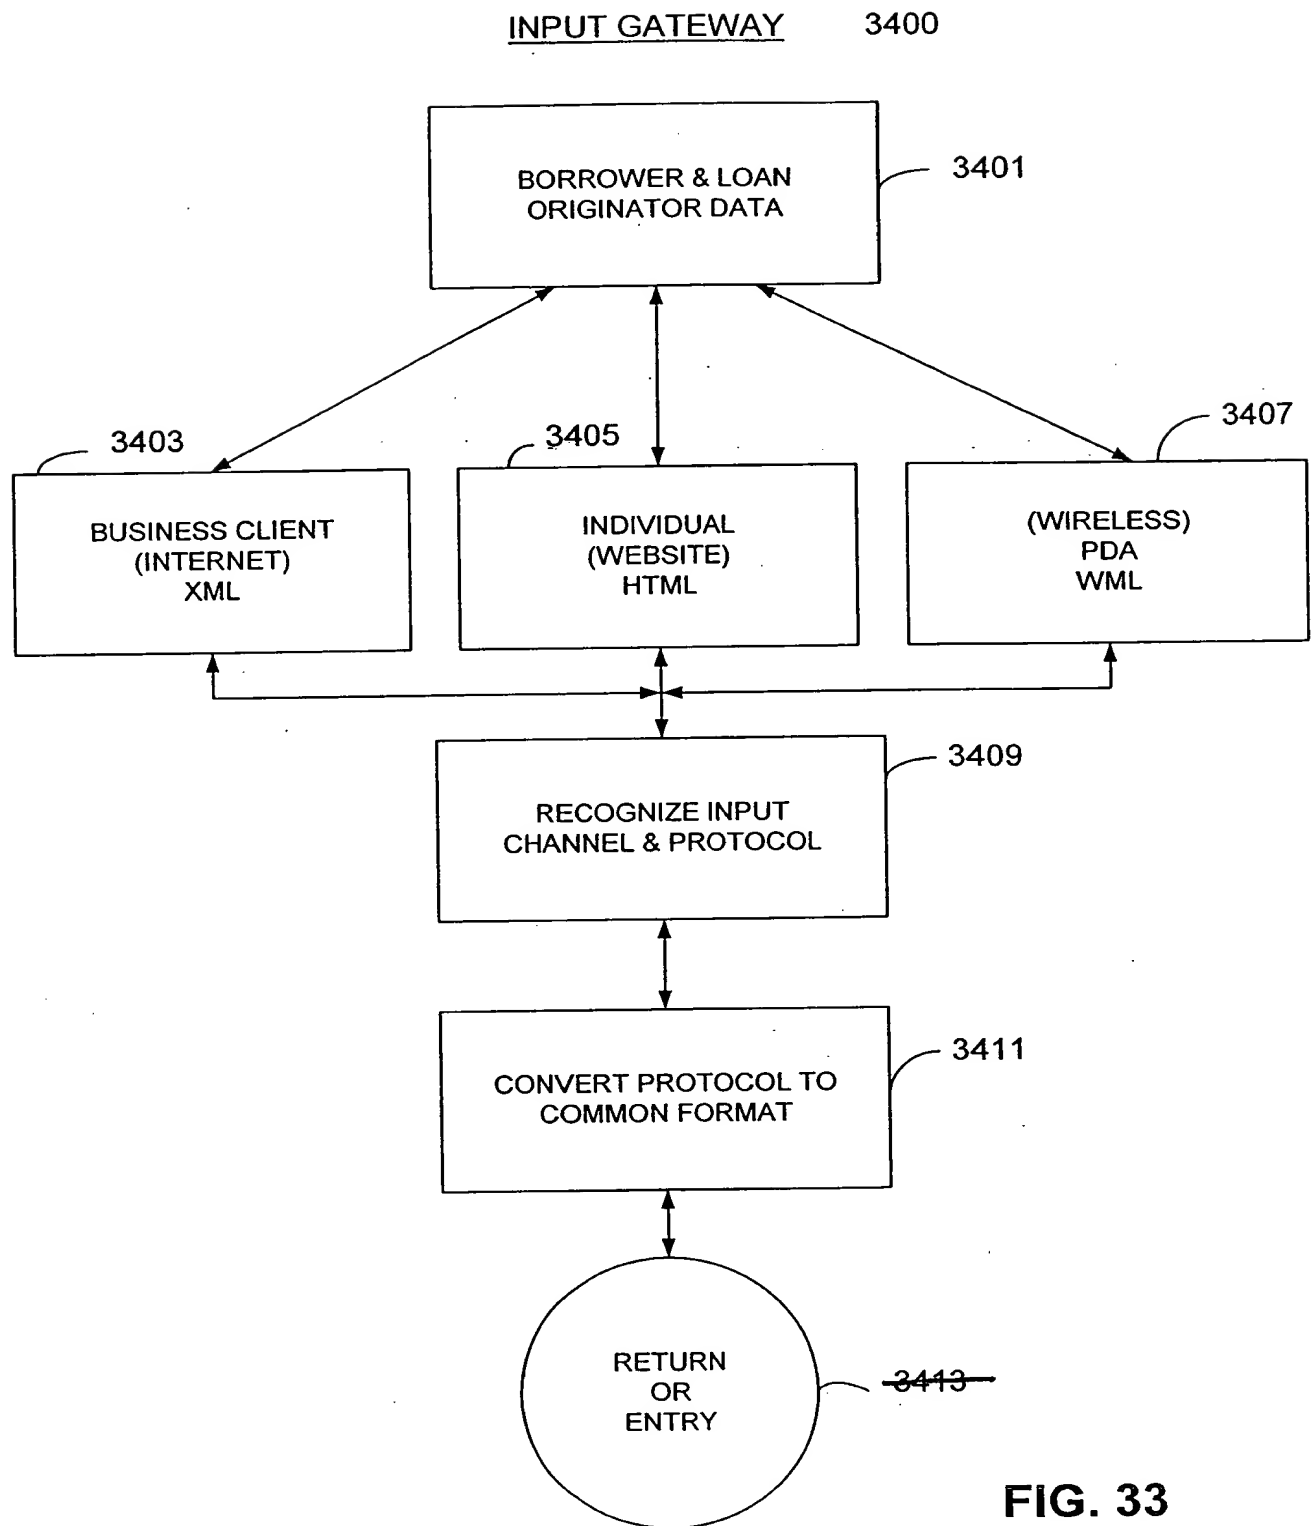 INPUT GATEWAY 3400
BORROWER & LOAN
ORIGINATOR DATA
3401
3403
BUSINESS CLIENT
(INTERNET)
XML
3405
INDIVIDUAL
(WEBSITE)
HTML
3407
(WIRELESS)
PDA
WML
RECOGNIZE INPUT
CHANNEL & PROTOCOL
3409
CONVERT PROTOCOL TO
COMMON FORMAT
3411
RETURN
OR
ENTRY
3413
FIG. 33